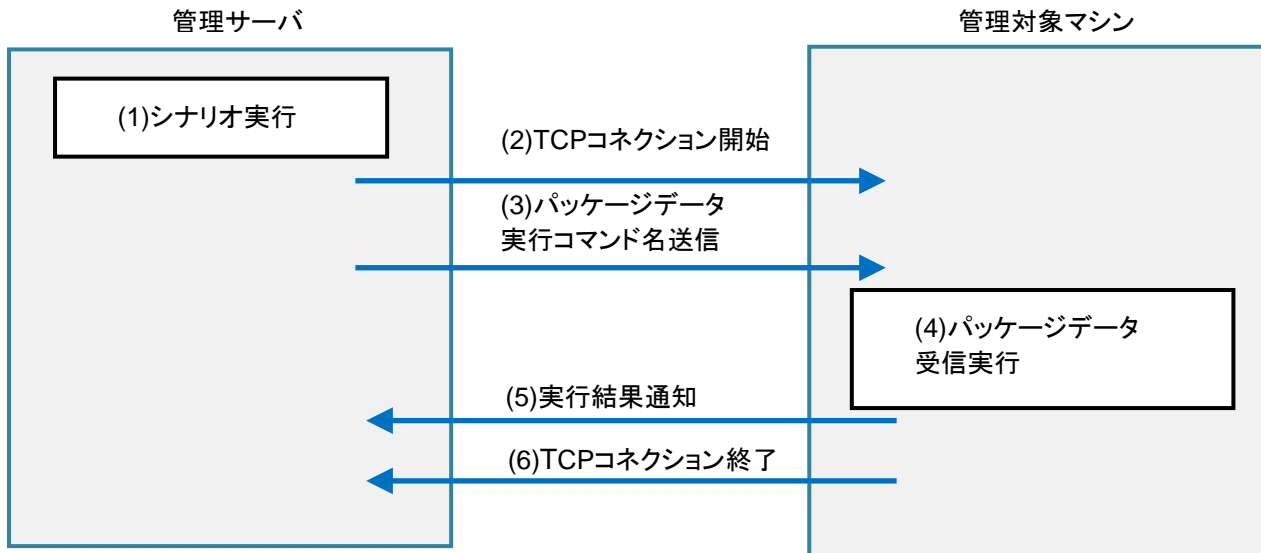 管理サーバ
管理対象マシン
(1)シナリオ実行
(2)TCPコネクション開始
(3)パッケージデータ
実行コマンド名送信
(4)パッケージデータ
受信実行
(5)実行結果通知
(6)TCPコネクション終了